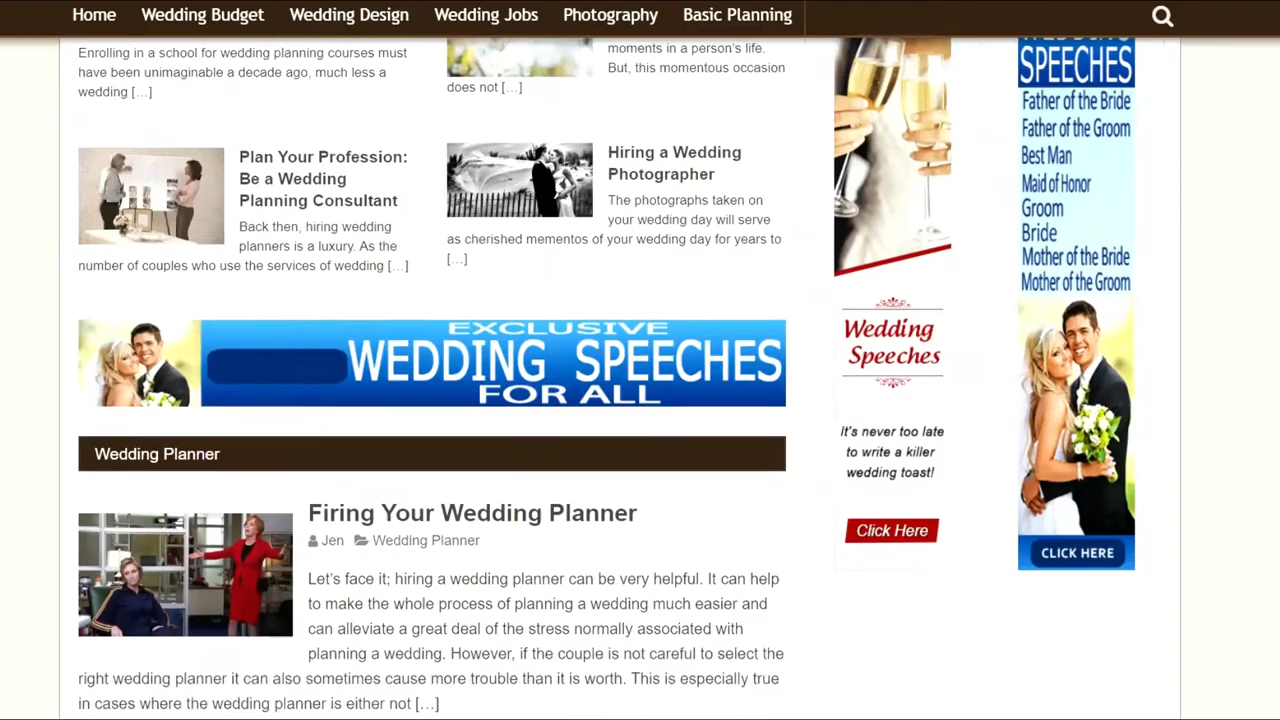 Home Wedding Budget Wedding Design Wedding Jobs Photography Basic Planning
Enrolling in a school for wedding planning courses must
have been unimaginable a decade ago, much less a
wedding [...]
moments in a person's life.
But, this momentous occasion
does not [...]
Plan Your Profession:
Be a Wedding
Planning Consultant
Back then, hiring wedding
planners is a luxury. As the
number of couples who use the services of wedding [...]
Hiring a Wedding
Photographer
The photographs taken on
your wedding day will serve
as cherished mementos of your wedding day for years to
[...]
EXCLUSIVE
WEDDING SPEECHES
FOR ALL
Wedding Planner
Firing Your Wedding Planner
Jen Wedding Planner
Let's face it; hiring a wedding planner can be very helpful. It can help
to make the whole process of planning a wedding much easier and
can alleviate a great deal of the stress normally associated with
planning a wedding. However, if the couple is not careful to select the
right wedding planner it can also sometimes cause more trouble than it is worth. This is especially true
in cases where the wedding planner is either not [...]
Wedding
Speeches
It's never too late
to write a killer
wedding toast!
Click Here
WEDDING
SPEECHES
Father of the Bride
Father of the Groom
Best Man
Maid of Honor
Groom
Bride
Mother of the Bride
Mother of the Groom
CLICK HERE